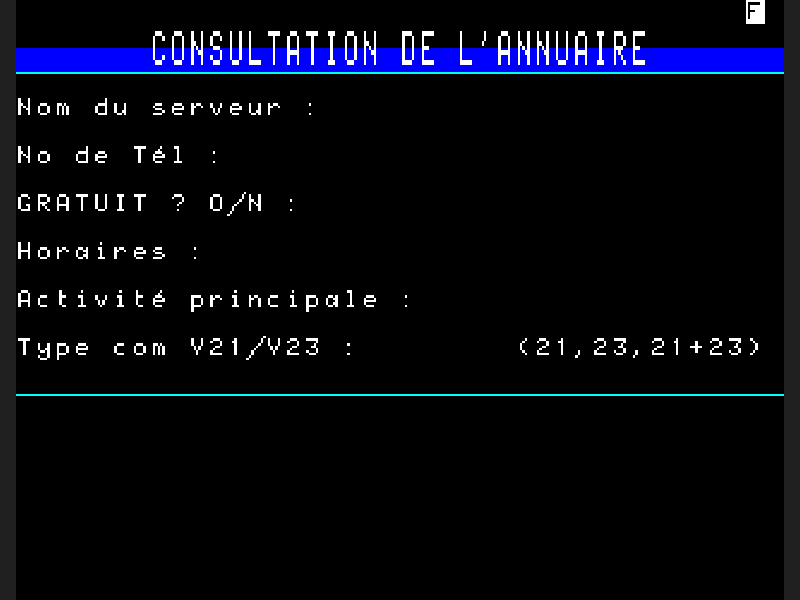 F
CONSULTATION DE L'ANNUAIRE
Nom du serveur :
No de Tél :
GRATUIT ? O/N :
Horaires :
Activité principale :
Type com V21/V23 : (21,23,21+23)